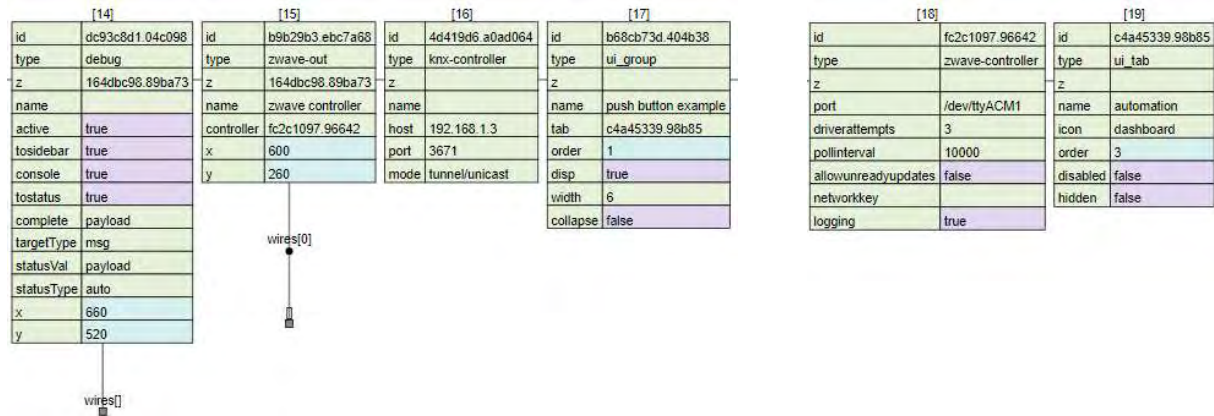 [14]
id dc93c8d1.04c098
type debug
z 164dbc98.89ba73
name
active true
tosidebar true
console true
tostatus true
complete payload
targetType msg
statusVal payload
statusType auto
x 660
y 520
wires[]
[15]
id b9b29b3.ebc7a68
type zwave-out
z 164dbc98.89ba73
name zwave controller
controller fc2c1097.96642
x 600
y 260
wires[0]
[]
[16]
id 4d419d6.a0ad064
type knx-controller
z
name
host 192.168.1.3
port 3671
mode tunnel/unicast
[17]
id b68cb73d.404b38
type ui_group
z
name push button example
tab c4a45339.98b85
order 1
disp true
width 6
collapse false
[18]
id fc2c1097.96642
type zwave-controller
z
port /dev/ttyACM1
driverattempts 3
pollinterval 10000
allowunreadyupdates false
networkkey
logging true
[19]
id c4a45339.98b85
type ui_tab
z
name automation
icon dashboard
order 3
disabled false
hidden false